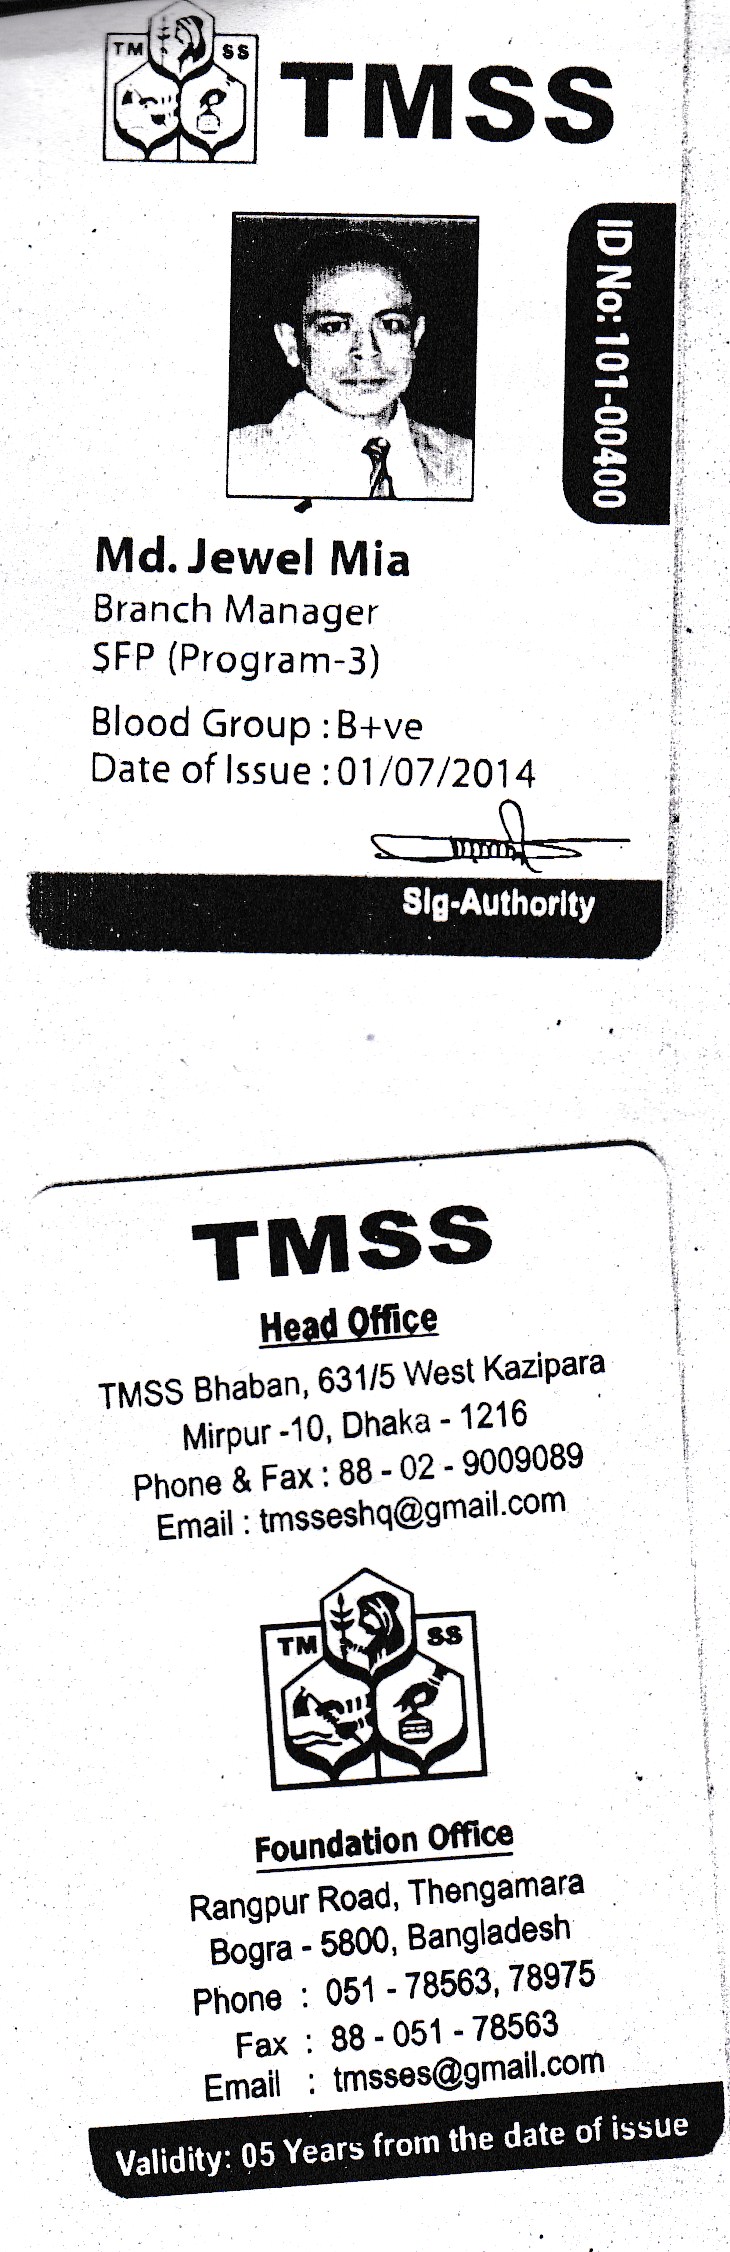 TM SS
TMSS
ID No: 101-00400
Md. Jewel Mia
Branch Manager
SFP (Program-3)
Blood Group : B+ve
Date of Issue : 01/07/2014
Sig-Authority
TMSS
Head Office
TMSS Bhaban, 631/5 West Kazipara
Mirpur -10, Dhaka - 1216
Phone & Fax : 88 - 02 - 9009089
Email : tmsseshq@gmail.com
TM SS
Foundation Office
Rangpur Road, Thengamara
Bogra - 5800, Bangladesh
Phone : 051 - 78563, 78975
Fax : 88 - 051 - 78563
Email : tmsses@gmail.com
Validity: 05 Years from the date of issue